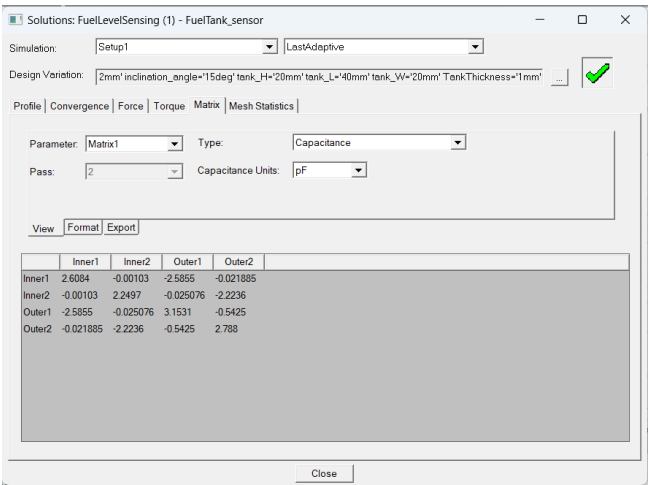 Solutions: FuelLevelSensing (1) - FuelTank_sensor
Simulation: Setup1 LastAdaptive
Design Variation: 2mm' inclination_angle='15deg' tank_H='20mm' tank_L='40mm' tank_W='20mm' TankThickness='1mm' ...
Profile Convergence Force Torque Matrix Mesh Statistics
Parameter: Matrix1 Type: Capacitance
Pass: 2 Capacitance Units: pF
View Format Export
Inner1 Inner2 Outer1 Outer2
Inner1 2.6084 -0.00103 -2.5855 -0.021885
Inner2 -0.00103 2.2497 -0.025076 -2.2236
Outer1 -2.5855 -0.025076 3.1531 -0.5425
Outer2 -0.021885 -2.2236 -0.5425 2.788
Close